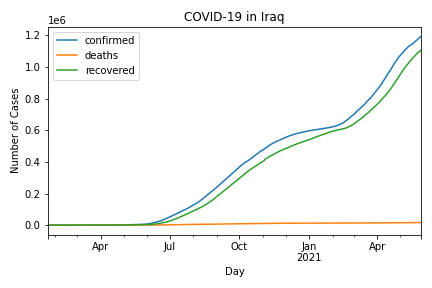 COVID-19 in Iraq
1e6
1.2
1.0
0.8
0.6
0.4
0.2
0.0
Number of Cases
confirmed
deaths
recovered
Apr
Jul
Oct
Jan
2021
Apr
Day